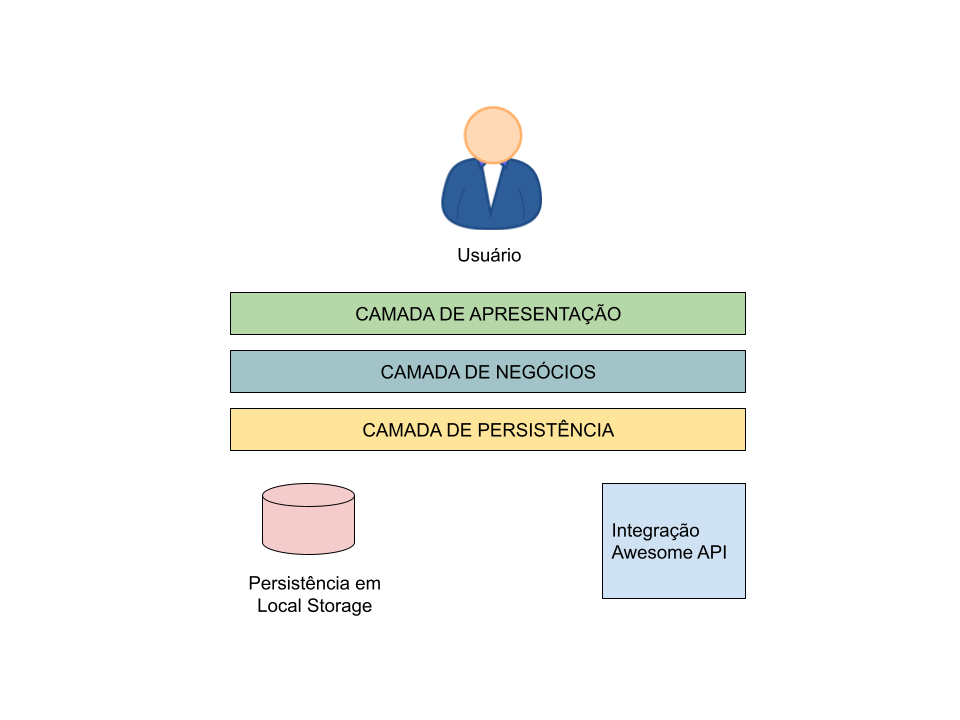 Usuário
CAMADA DE APRESENTAÇÃO
CAMADA DE NEGÓCIOS
CAMADA DE PERSISTÊNCIA
Integração
Awesome API
Persistência em
Local Storage